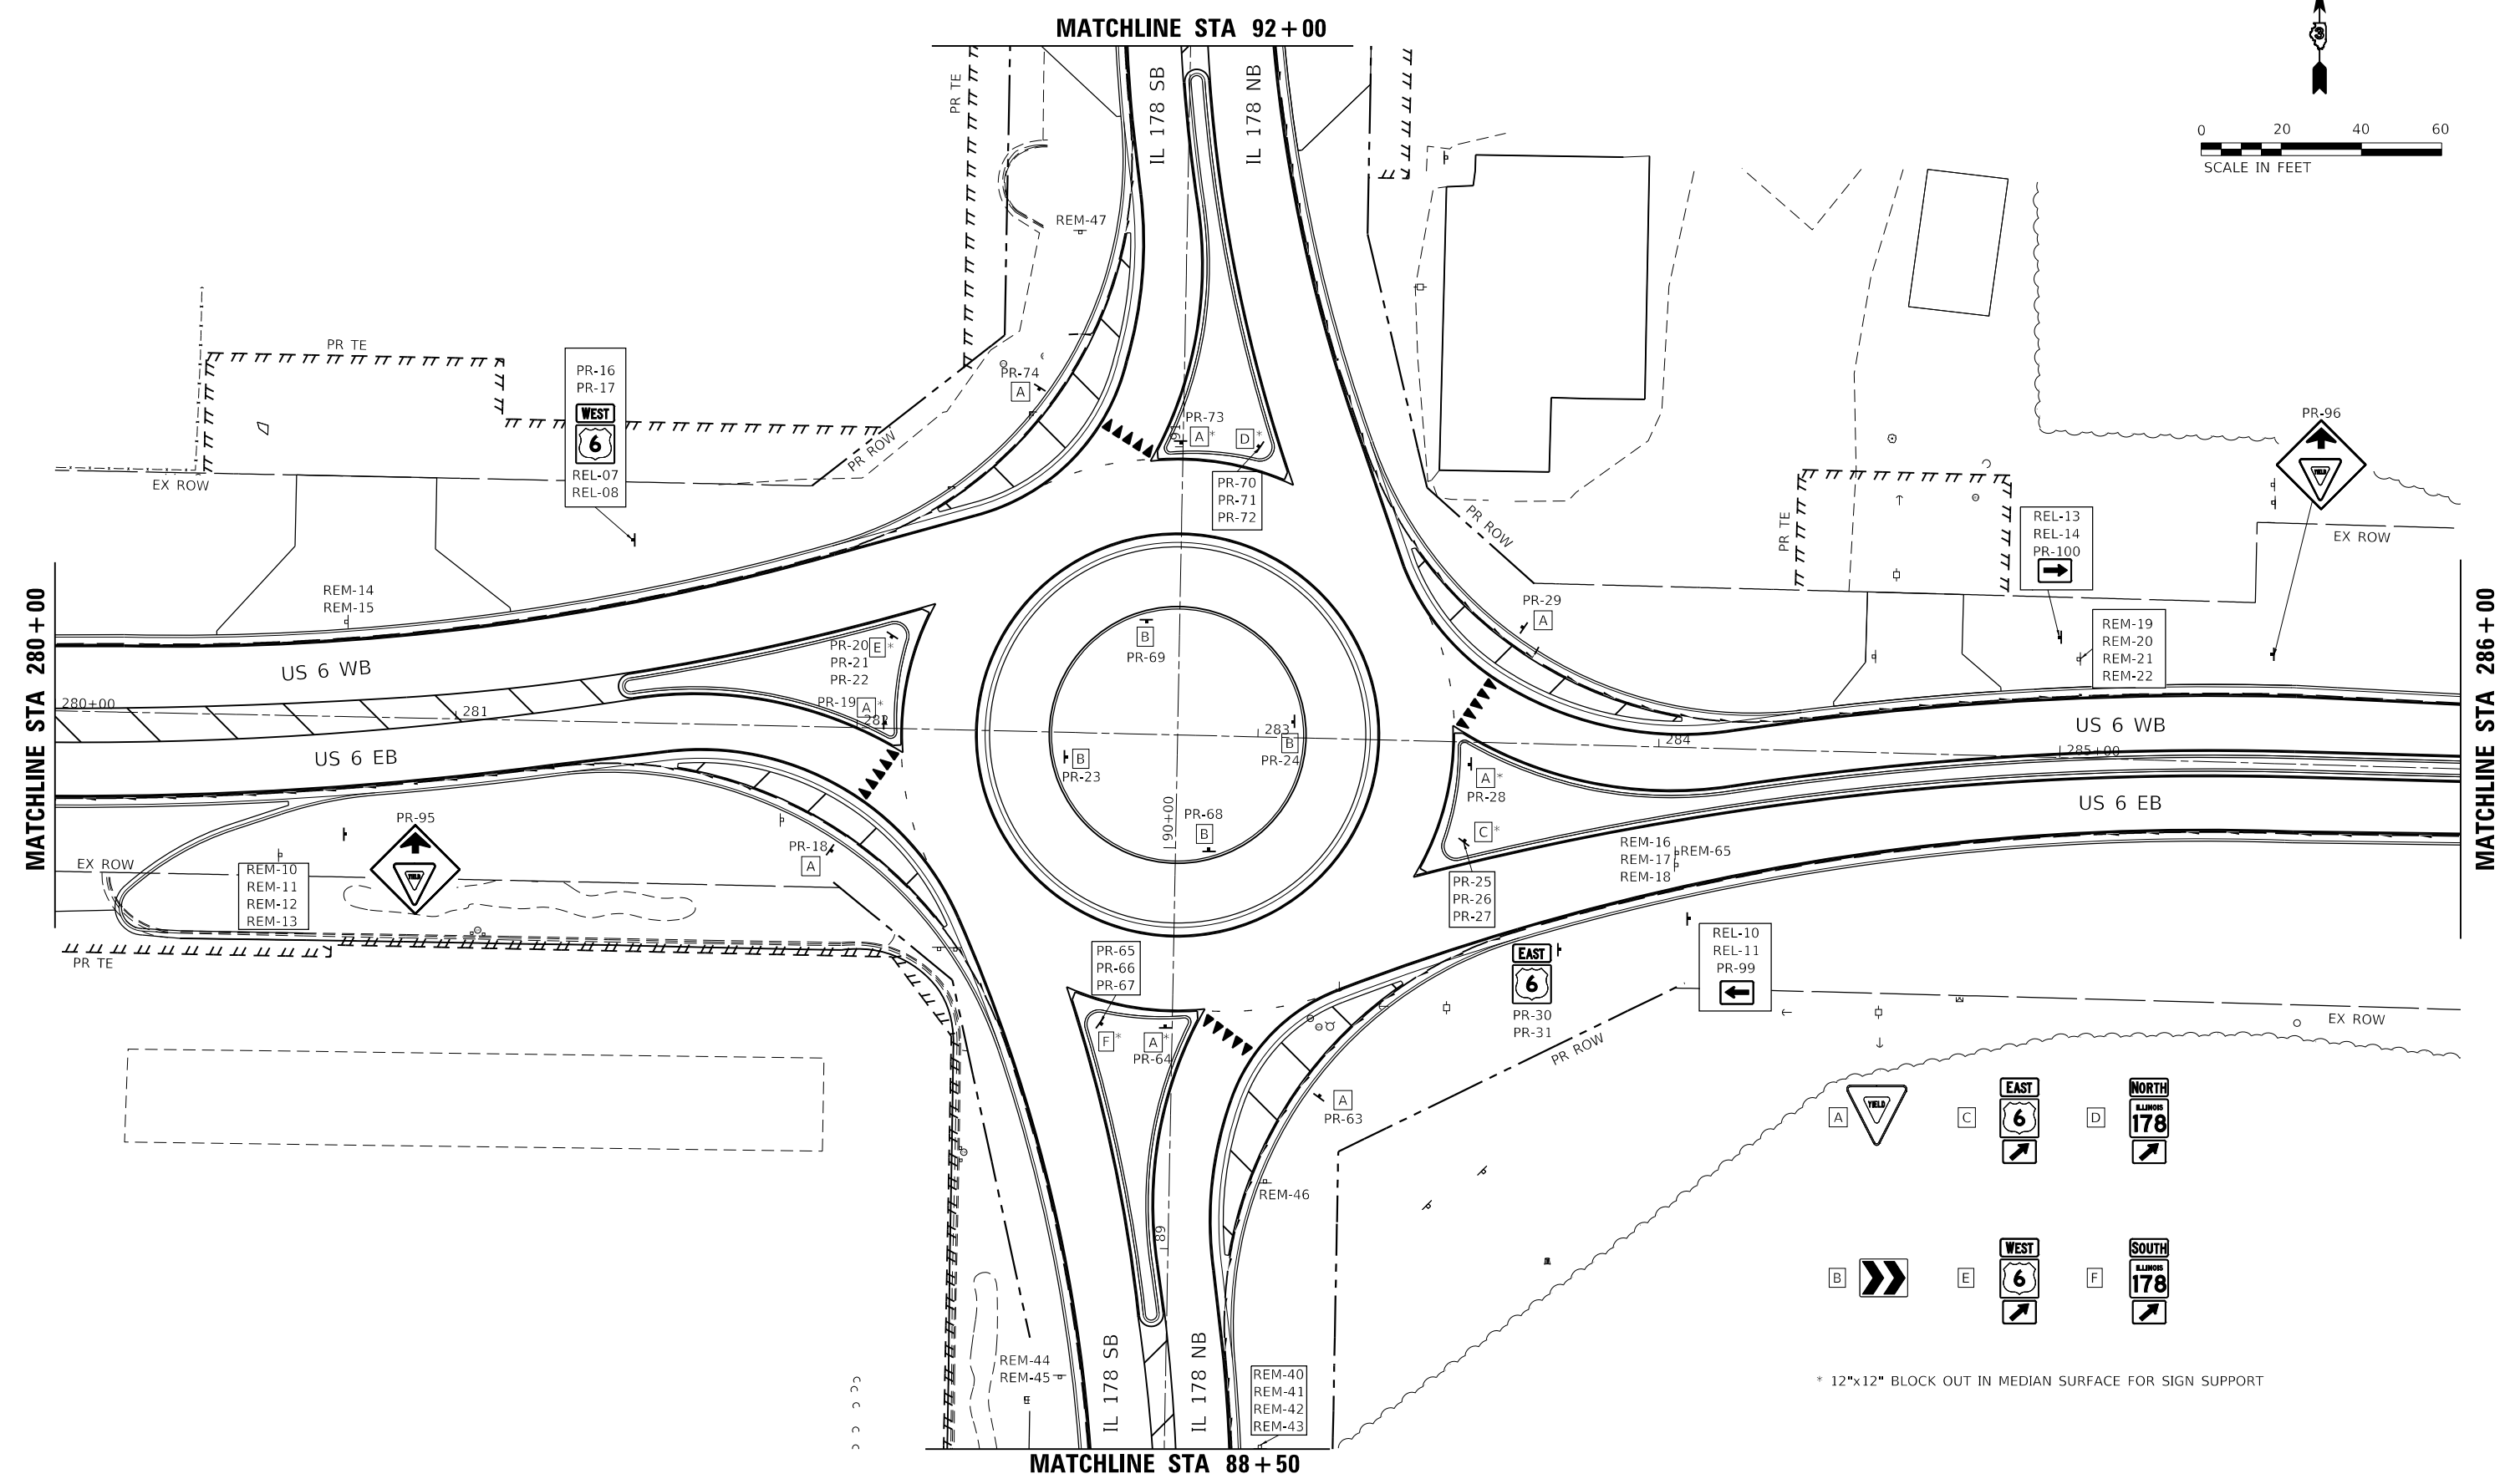 MATCHLINE STA 92+00
3
0 20 40 60
SCALE IN FEET
IL 178 SB
IL 178 NB
PR TE
REM-47
PR TE
PR-16
PR-17
WEST
6
REL-07
REL-08
PR-74
A
PR-73
A*
D*
PR-70
PR-71
PR-72
PR ROW
EX ROW
PR-96
YIELD
PR ROW
PR TE
REL-13
REL-14
PR-100
EX ROW
REM-14
REM-15
PR-29
A
REM-19
REM-20
REM-21
REM-22
MATCHLINE STA 280+00
MATCHLINE STA 286+00
US 6 WB
PR-20
E*
PR-21
PR-22
PR-19
A*
B
PR-69
280+00
281
282
283
284
285+00
US 6 WB
US 6 EB
B
PR-23
B
PR-24
A*
PR-28
US 6 EB
PR-95
YIELD
PR-68
B
90+00
C*
PR-18
A
REM-16
REM-17
REM-18
REM-65
EX ROW
REM-10
REM-11
REM-12
REM-13
PR-25
PR-26
PR-27
PR TE
PR-65
PR-66
PR-67
F*
A*
PR-64
EAST
6
PR-30
PR-31
REL-10
REL-11
PR-99
PR ROW
EX ROW
A
PR-63
A
YIELD
C
EAST
6
D
NORTH
ILLINOIS
178
REM-46
89
B
E
WEST
6
F
SOUTH
ILLINOIS
178
REM-44
REM-45
IL 178 SB
IL 178 NB
REM-40
REM-41
REM-42
REM-43
* 12"x12" BLOCK OUT IN MEDIAN SURFACE FOR SIGN SUPPORT
MATCHLINE STA 88+50